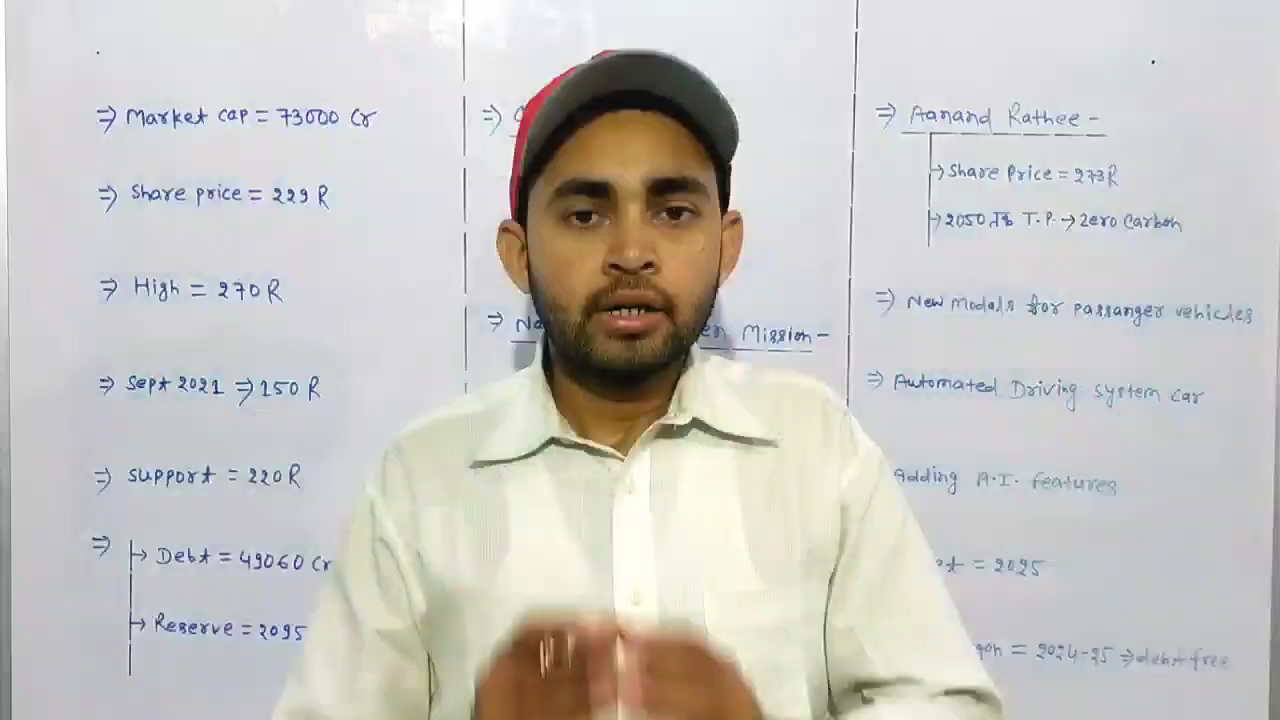 ⇒ Market cap = 73000 Cr
⇒ Share price = 229 R
⇒ High = 270 R
⇒ Sept 2021 ⇒ 150 R
⇒ support = 220 R
⇒
→ Debt = 49060 Cr
→ Reserve = 2095
⇒
⇒ Mission -
⇒ Aanand Rathee -
→ Share Price = 273 R
→ 2050 T.P. → Zero Carbon
⇒ New Modals for passanger vehicles
⇒ Automated Driving system car
Adding A.I. features
= 2025
= 2024-25 ⇒ debt free